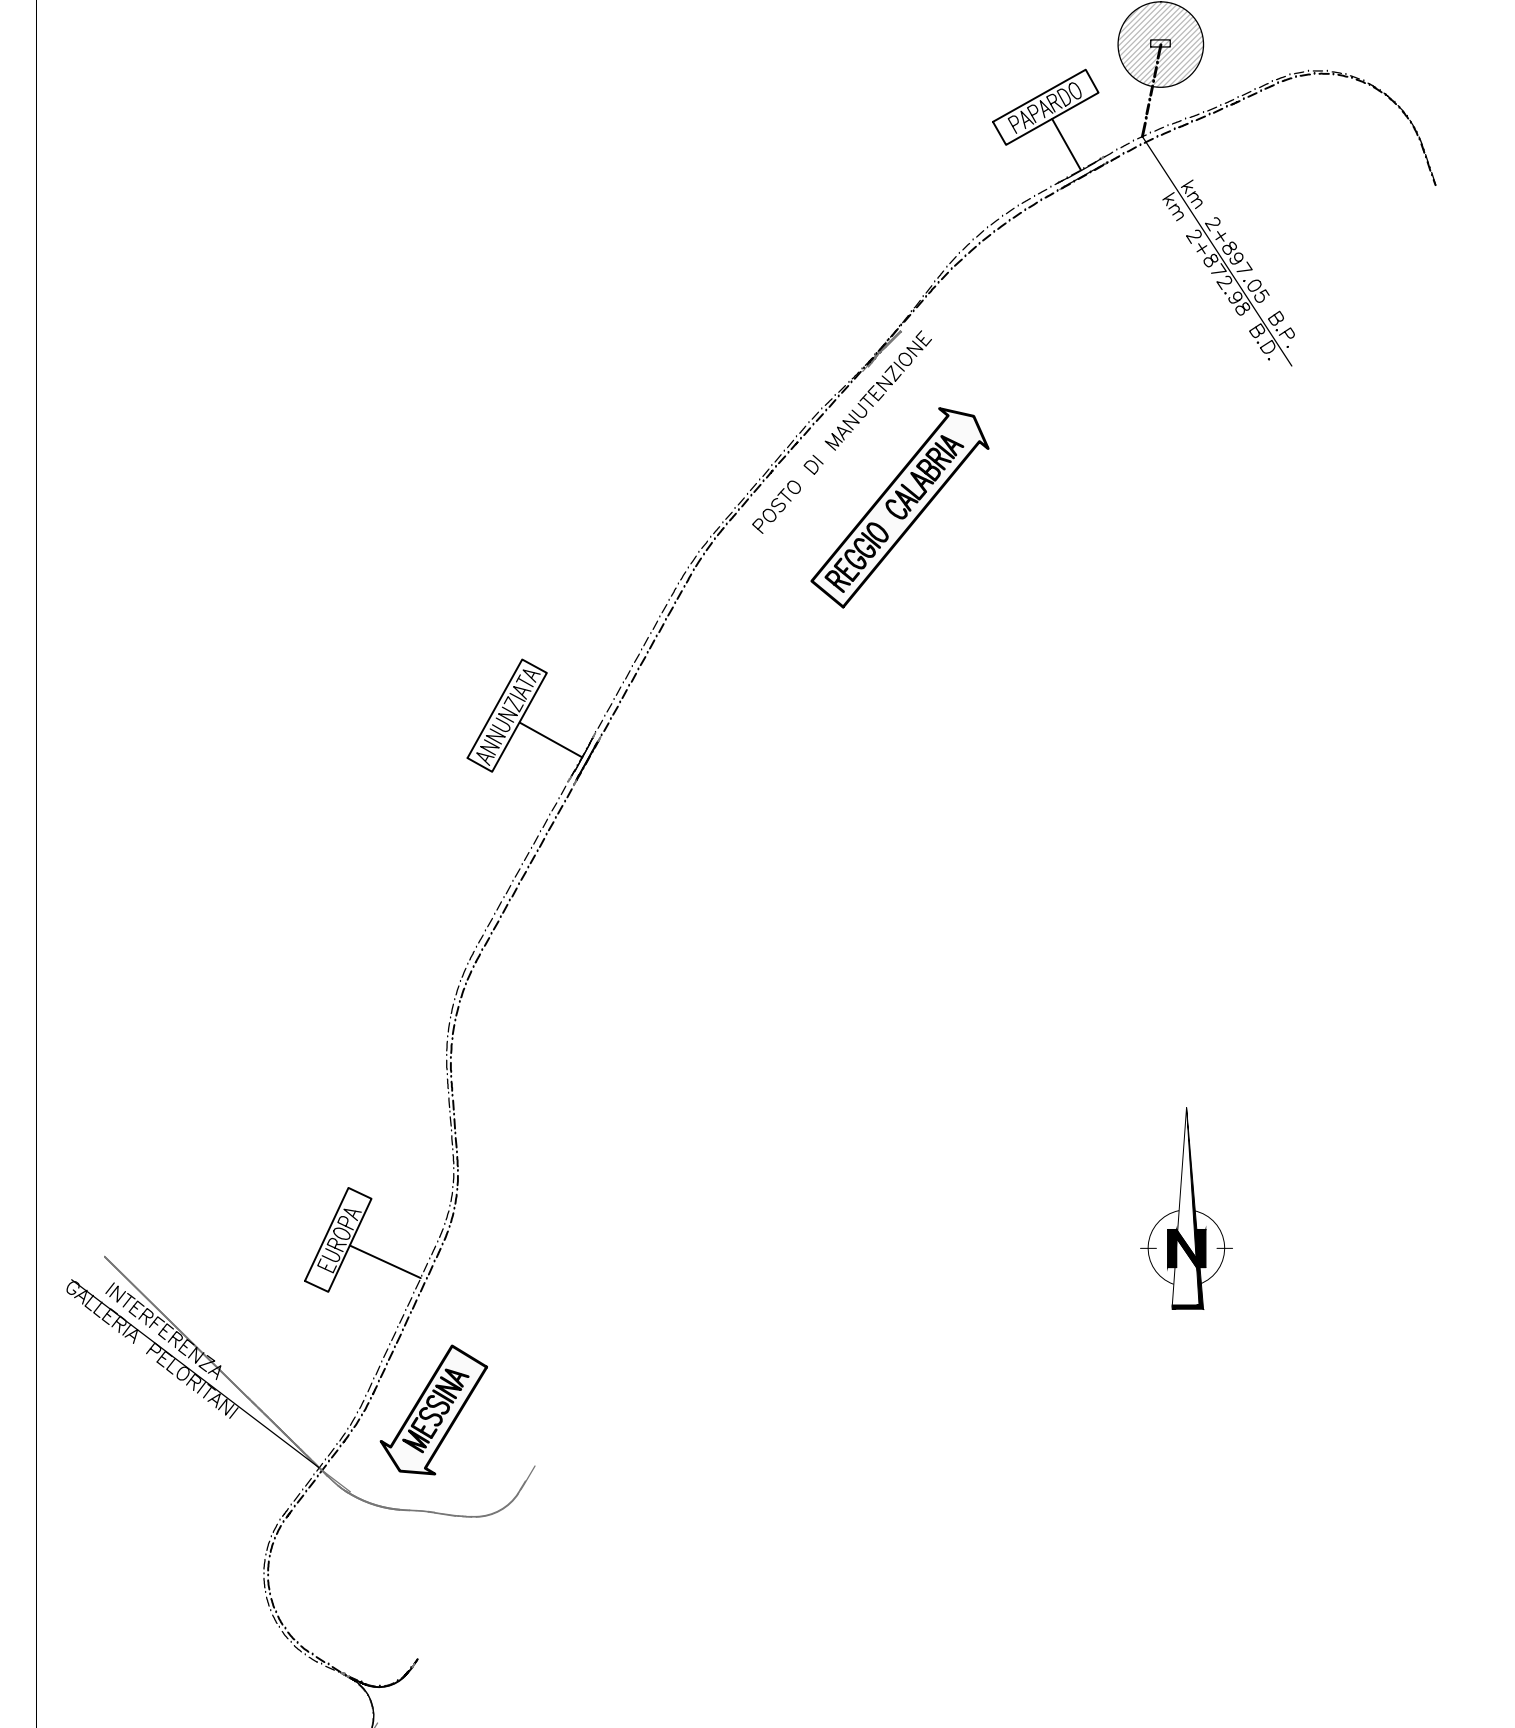 PAPARDO
km 2+897.05 B.P.
km 2+872.98 B.D.
POSTO DI MANUTENZIONE
REGGIO CALABRIA
ANNUNZIATA
EUROPA
INTERFERENZA
GALLERIA PELORITANI
MESSINA
N